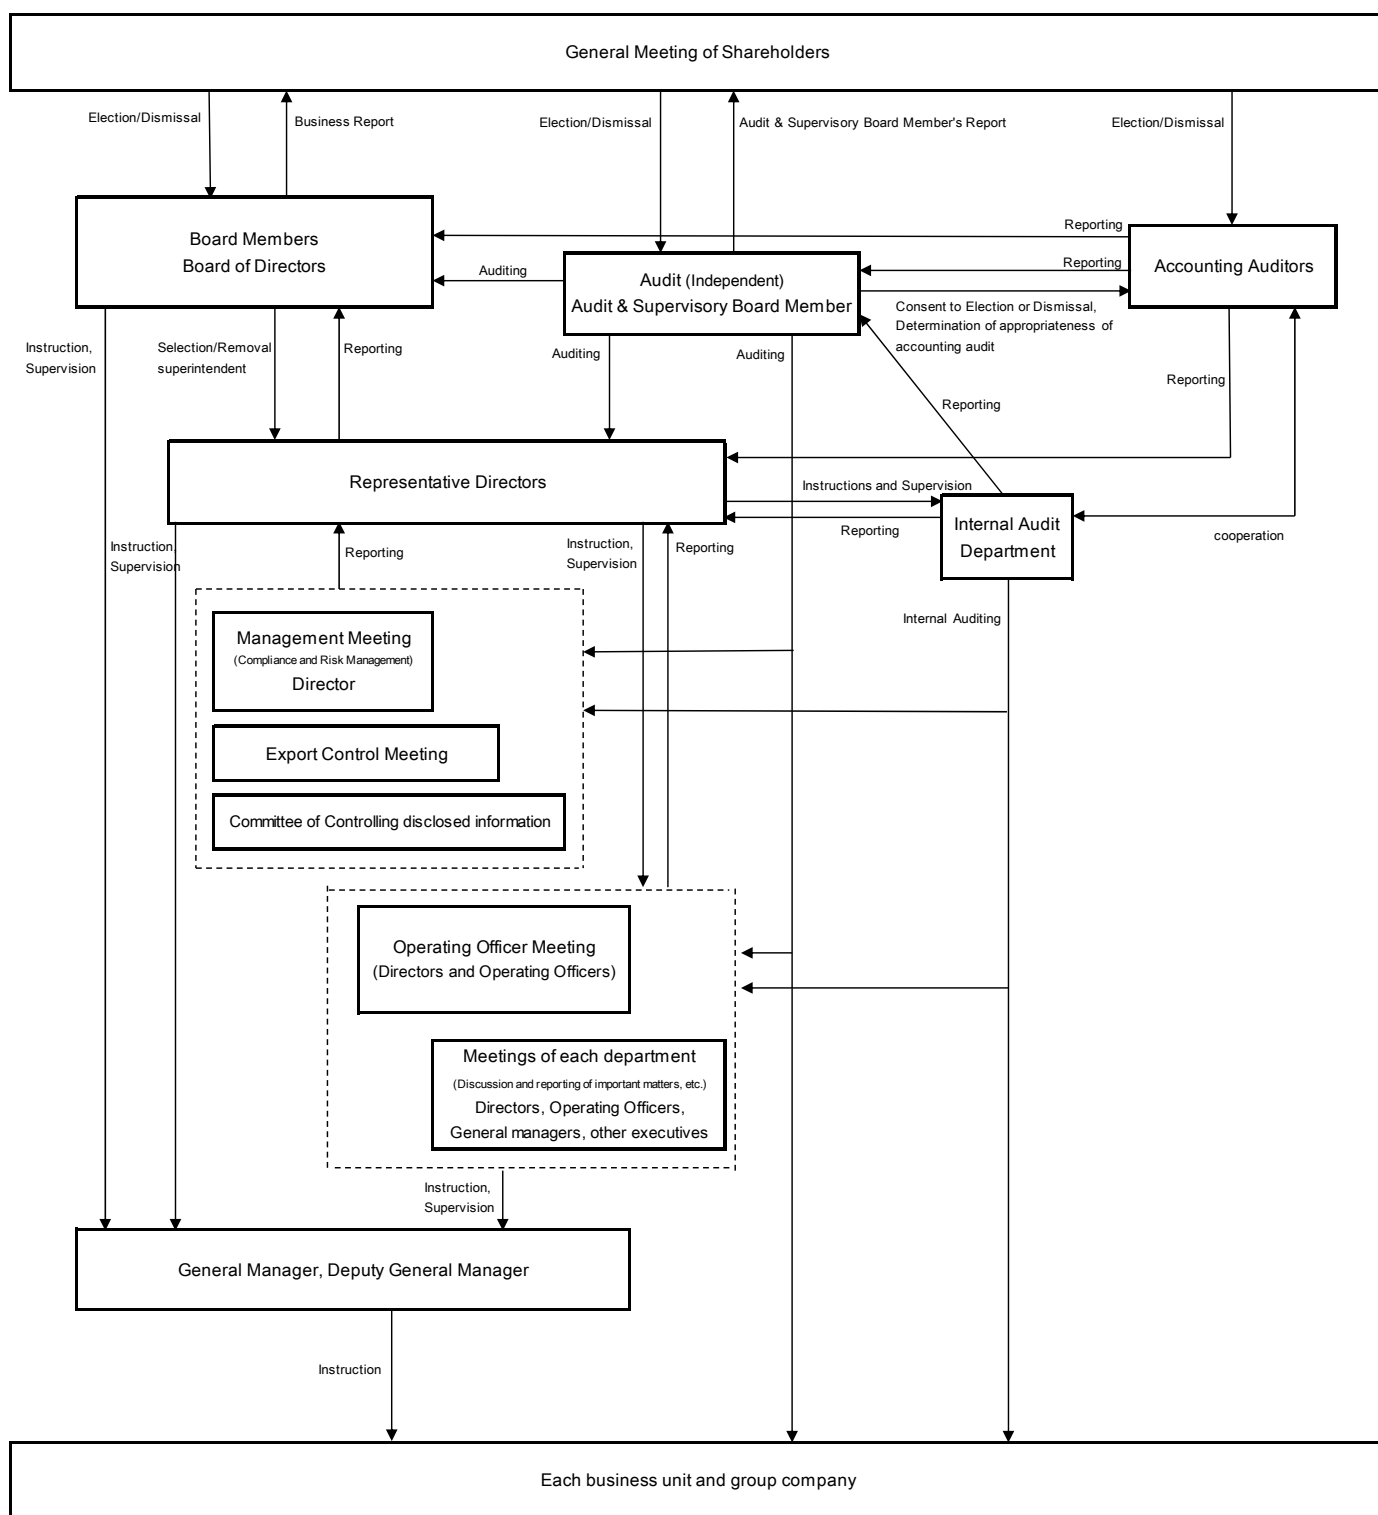 General Meeting of Shareholders
Election/Dismissal
Business Report
Election/Dismissal
Audit & Supervisory Board Member's Report
Election/Dismissal
Board Members
Board of Directors
Reporting
Auditing
Audit (Independent)
Audit & Supervisory Board Member
Reporting
Accounting Auditors
Consent to Election or Dismissal,
Determination of appropriateness of
accounting audit
Instruction,
Supervision
Selection/Removal
superintendent
Reporting
Auditing
Auditing
Reporting
Reporting
Representative Directors
Instructions and Supervision
Reporting
Internal Audit
Department
cooperation
Instruction,
Supervision
Reporting
Instruction,
Supervision
Reporting
Internal Auditing
Management Meeting
(Compliance and Risk Management)
Director
Export Control Meeting
Committee of Controlling disclosed information
Operating Officer Meeting
(Directors and Operating Officers)
Meetings of each department
(Discussion and reporting of important matters, etc.)
Directors, Operating Officers,
General managers, other executives
Instruction,
Supervision
General Manager, Deputy General Manager
Instruction
Each business unit and group company